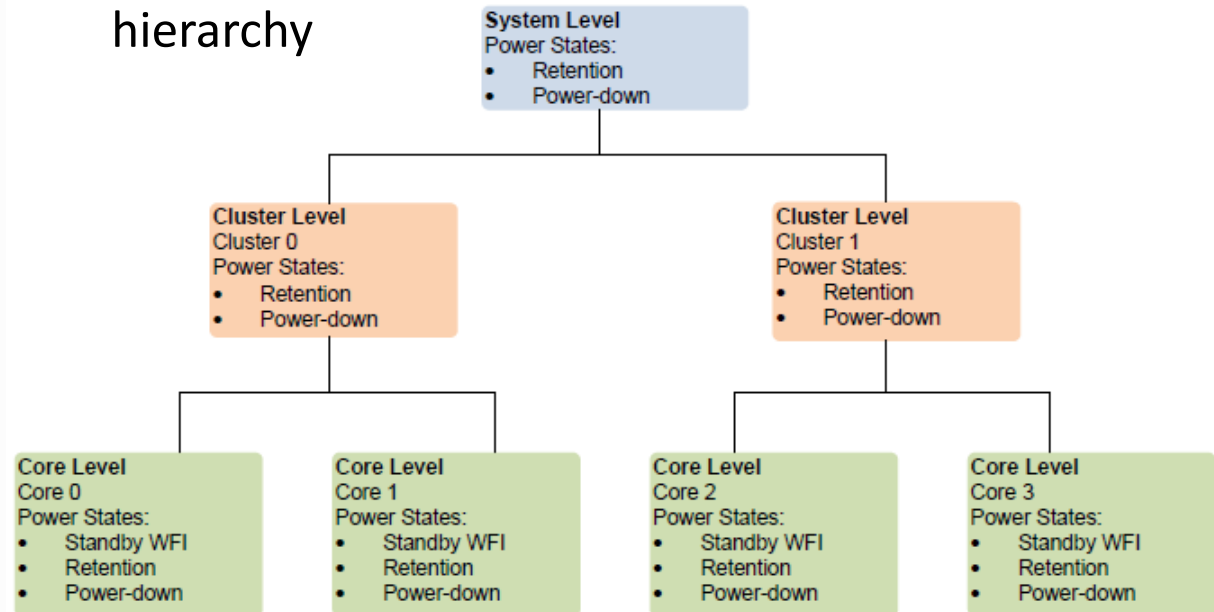 hierarchy
System Level
Power States:
• Retention
• Power-down
Cluster Level
Cluster 0
Power States:
• Retention
• Power-down
Cluster Level
Cluster 1
Power States:
• Retention
• Power-down
Core Level
Core 0
Power States:
• Standby WFI
• Retention
• Power-down
Core Level
Core 1
Power States:
• Standby WFI
• Retention
• Power-down
Core Level
Core 2
Power States:
• Standby WFI
• Retention
• Power-down
Core Level
Core 3
Power States:
• Standby WFI
• Retention
• Power-down